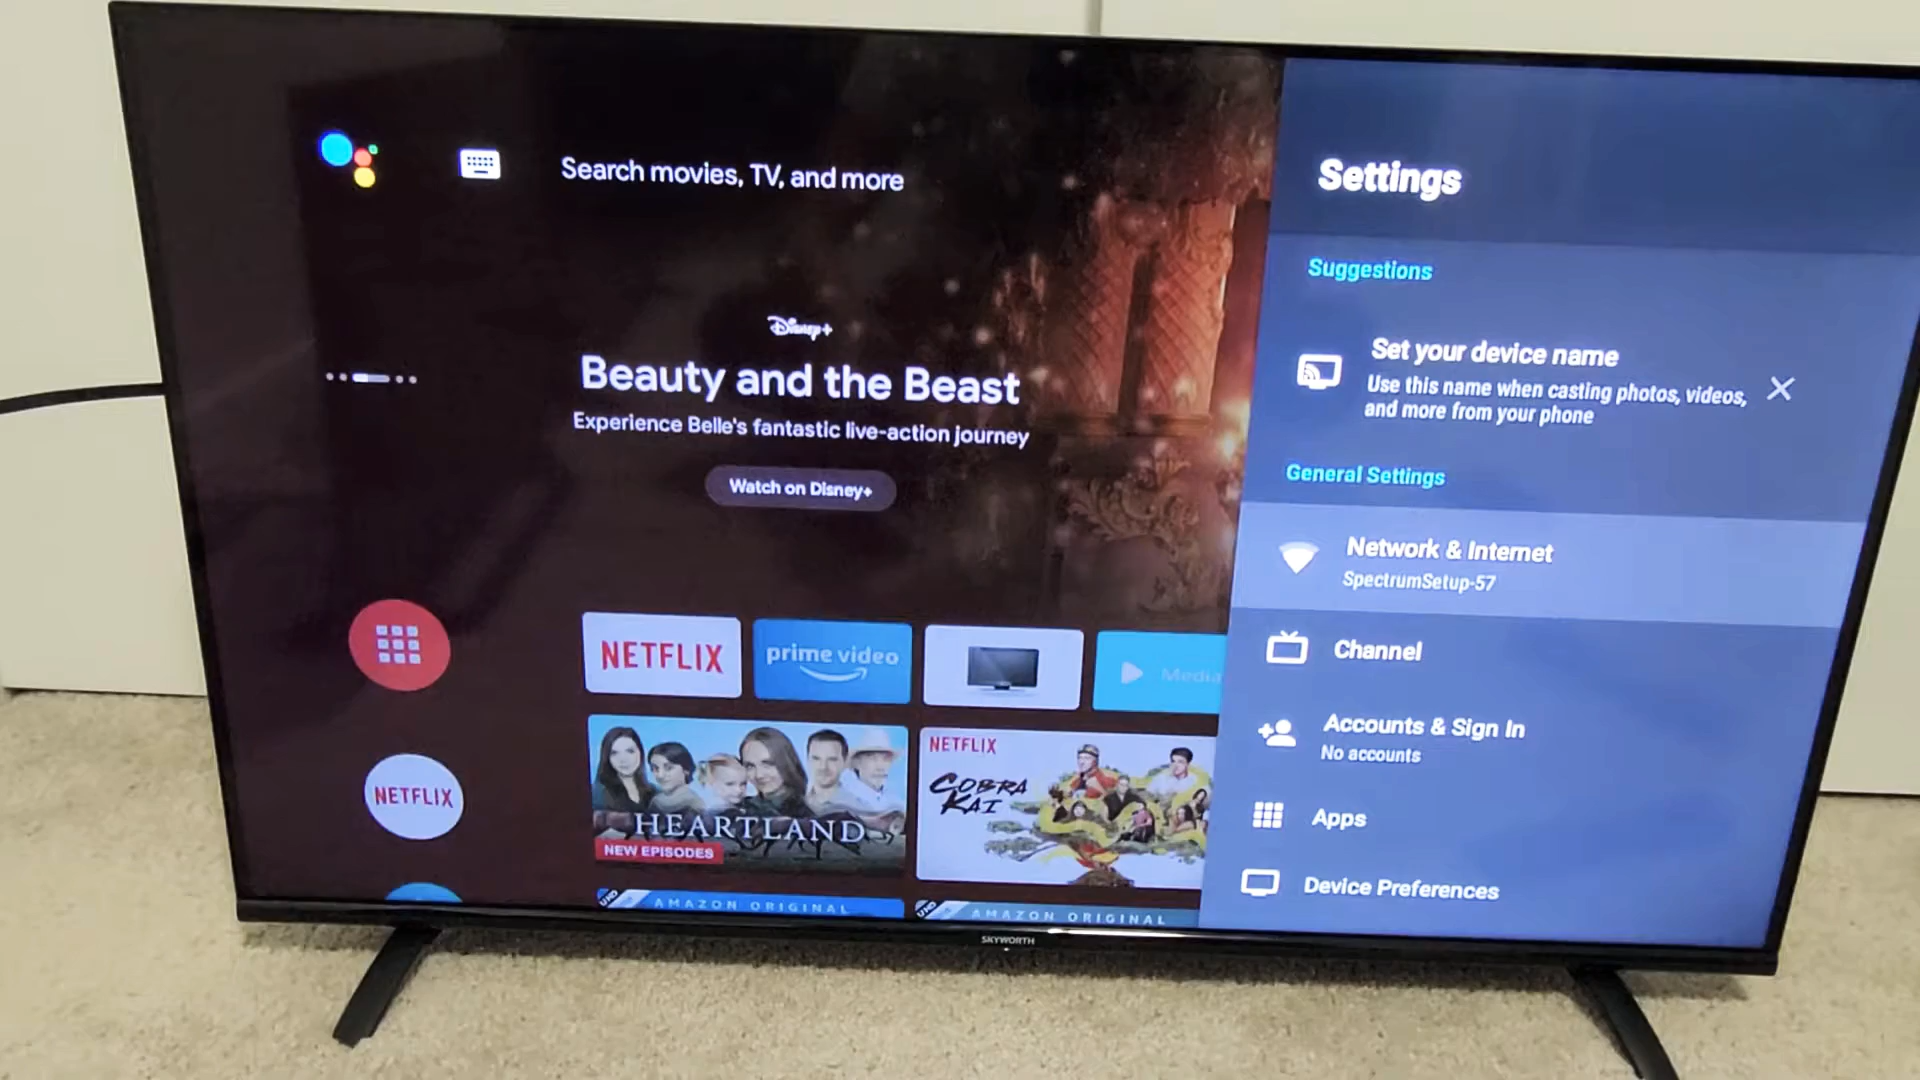 Search movies, TV, and more
Disney+
Beauty and the Beast
Experience Belle's fantastic live-action journey
Watch on Disney+
NETFLIX
prime video
Media
HEARTLAND
NEW EPISODES
NETFLIX
COBRA
KAI
NETFLIX
UHD
AMAZON ORIGINAL
UHD
AMAZON ORIGINAL
Settings
Suggestions
Set your device name
Use this name when casting photos, videos,
and more from your phone
General Settings
Network & Internet
SpectrumSetup-57
Channel
Accounts & Sign In
No accounts
Apps
Device Preferences
SKYWORTH